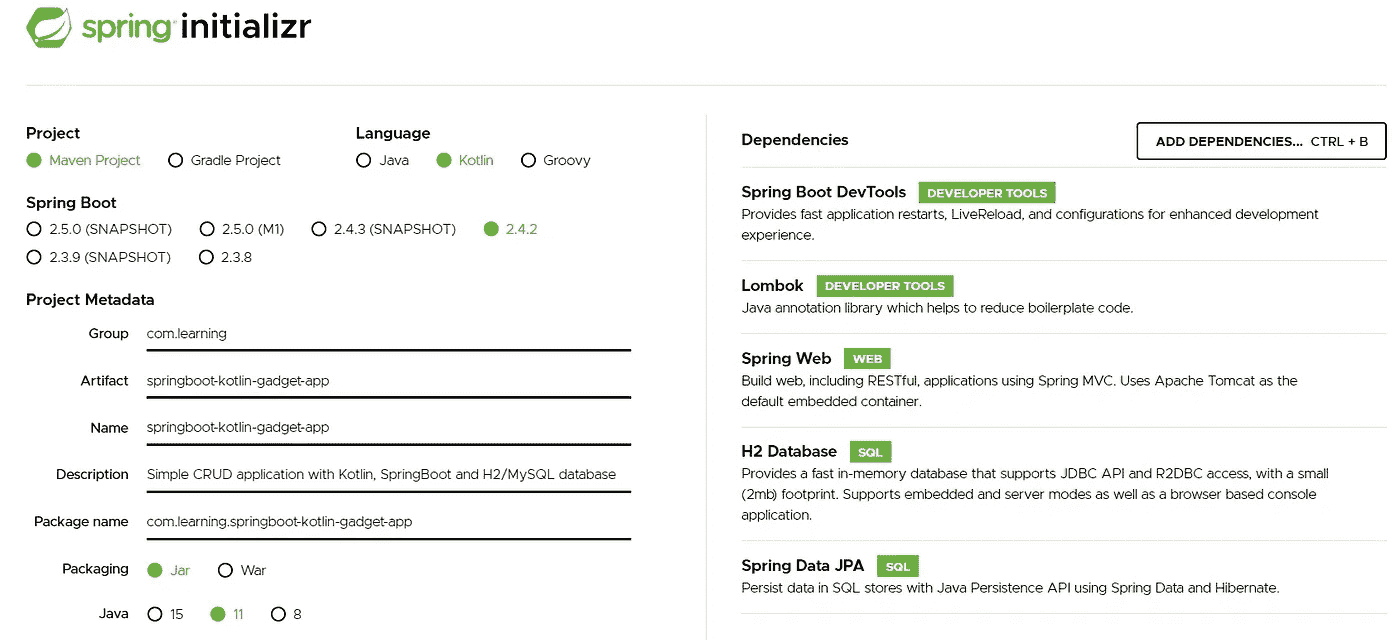 spring initializr
Project
Maven Project Gradle Project
Language
Java Kotlin Groovy
Spring Boot
2.5.0 (SNAPSHOT) 2.5.0 (M1) 2.4.3 (SNAPSHOT) 2.4.2
2.3.9 (SNAPSHOT) 2.3.8
Project Metadata
Group com.learning
Artifact springboot-kotlin-gadget-app
Name springboot-kotlin-gadget-app
Description Simple CRUD application with Kotlin, SpringBoot and H2/MySQL database
Package name com.learning.springboot-kotlin-gadget-app
Packaging Jar War
Java 15 11 8
Dependencies
ADD DEPENDENCIES... CTRL + B
Spring Boot DevTools DEVELOPER TOOLS
Provides fast application restarts, LiveReload, and configurations for enhanced development
experience.
Lombok DEVELOPER TOOLS
Java annotation library which helps to reduce boilerplate code.
Spring Web WEB
Build web, including RESTful, applications using Spring MVC. Uses Apache Tomcat as the
default embedded container.
H2 Database SQL
Provides a fast in-memory database that supports JDBC API and R2DBC access, with a small
(2mb) footprint. Supports embedded and server modes as well as a browser based console
application.
Spring Data JPA SQL
Persist data in SQL stores with Java Persistence API using Spring Data and Hibernate.